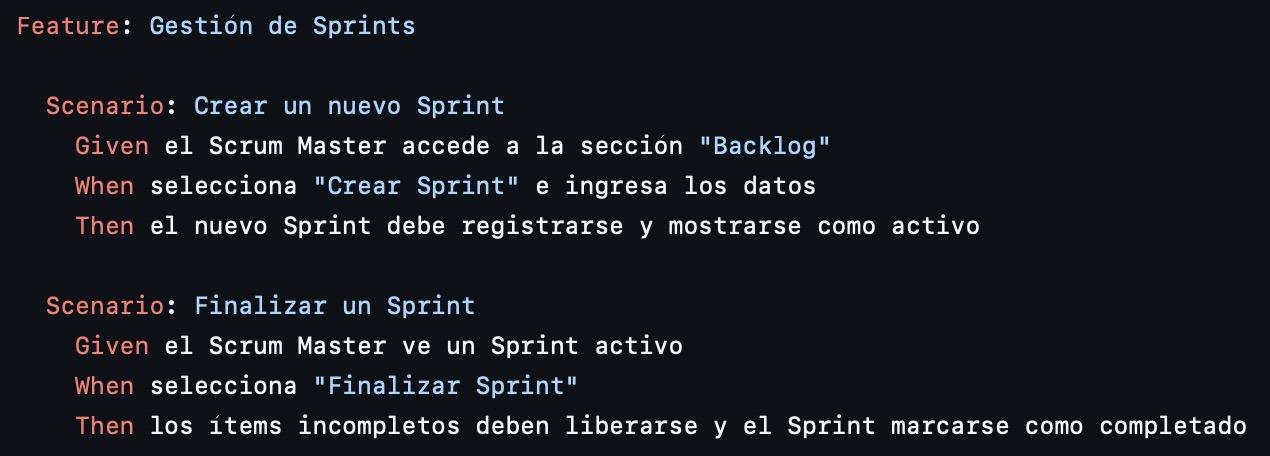 Feature: Gestión de Sprints
Scenario: Crear un nuevo Sprint
Given el Scrum Master accede a la sección "Backlog"
When selecciona "Crear Sprint" e ingresa los datos
Then el nuevo Sprint debe registrarse y mostrarse como activo
Scenario: Finalizar un Sprint
Given el Scrum Master ve un Sprint activo
When selecciona "Finalizar Sprint"
Then los ítems incompletos deben liberarse y el Sprint marcarse como completado